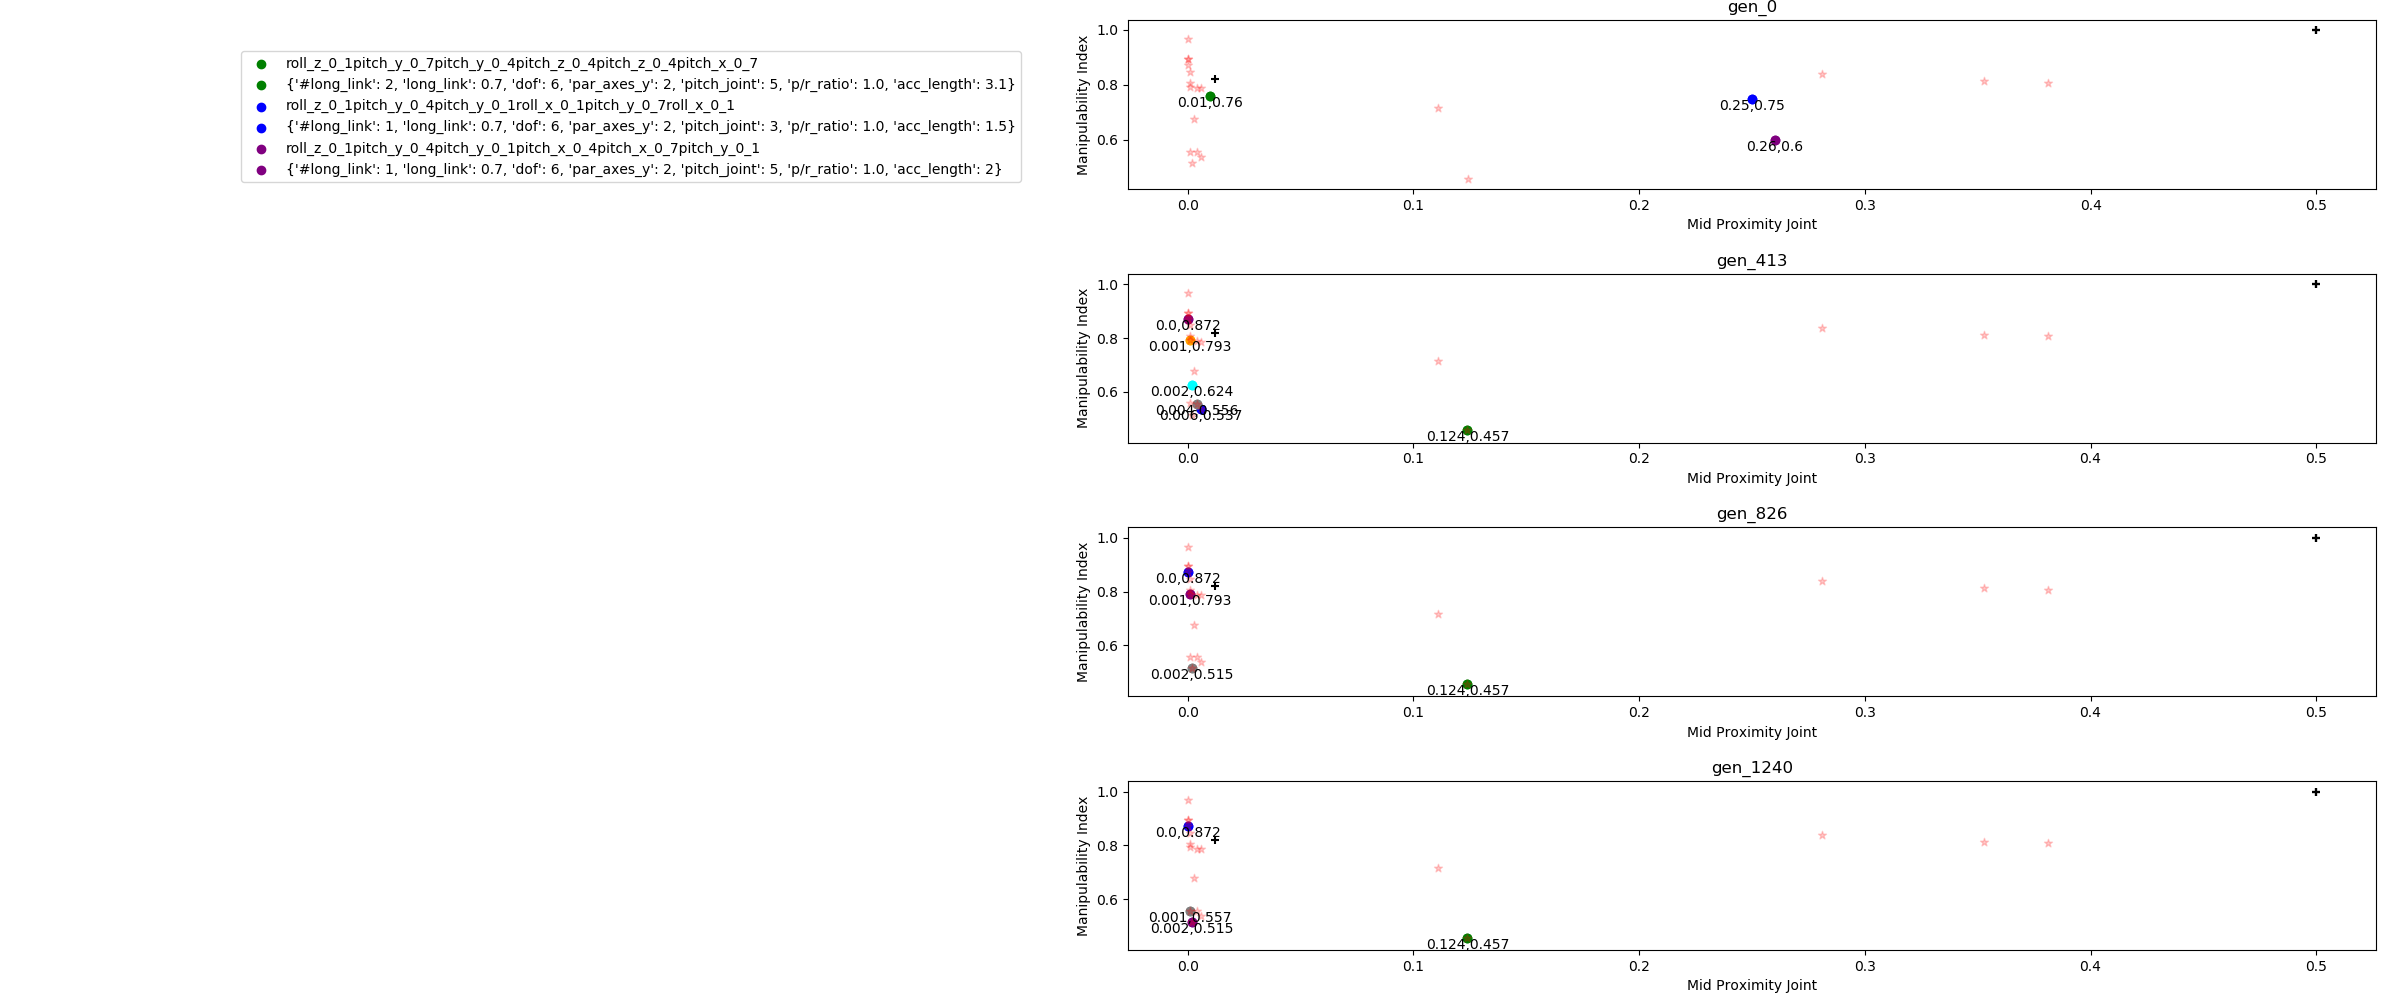 roll_z_0_1pitch_y_0_7pitch_y_0_4pitch_z_0_4pitch_z_0_4pitch_x_0_7
{'#long_link': 2, 'long_link': 0.7, 'dof': 6, 'par_axes_y': 2, 'pitch_joint': 5, 'p/r_ratio': 1.0, 'acc_length': 3.1}
roll_z_0_1pitch_y_0_4pitch_y_0_1roll_x_0_1pitch_y_0_7roll_x_0_1
{'#long_link': 1, 'long_link': 0.7, 'dof': 6, 'par_axes_y': 2, 'pitch_joint': 3, 'p/r_ratio': 1.0, 'acc_length': 1.5}
roll_z_0_1pitch_y_0_4pitch_y_0_1pitch_x_0_4pitch_x_0_7pitch_y_0_1
{'#long_link': 1, 'long_link': 0.7, 'dof': 6, 'par_axes_y': 2, 'pitch_joint': 5, 'p/r_ratio': 1.0, 'acc_length': 2}
gen_0
Manipulability Index
1.0
0.8
0.6
0.01,0.76
0.25,0.75
0.26,0.6
0.0 0.1 0.2 0.3 0.4 0.5
Mid Proximity Joint
gen_413
Manipulability Index
1.0
0.8
0.6
0.0,0.872
0.001,0.793
0.002,0.624
0.004,0.556
0.006,0.537
0.124,0.457
0.0 0.1 0.2 0.3 0.4 0.5
Mid Proximity Joint
gen_826
Manipulability Index
1.0
0.8
0.6
0.0,0.872
0.001,0.793
0.002,0.515
0.124,0.457
0.0 0.1 0.2 0.3 0.4 0.5
Mid Proximity Joint
gen_1240
Manipulability Index
1.0
0.8
0.6
0.0,0.872
0.001,0.557
0.002,0.515
0.124,0.457
0.0 0.1 0.2 0.3 0.4 0.5
Mid Proximity Joint